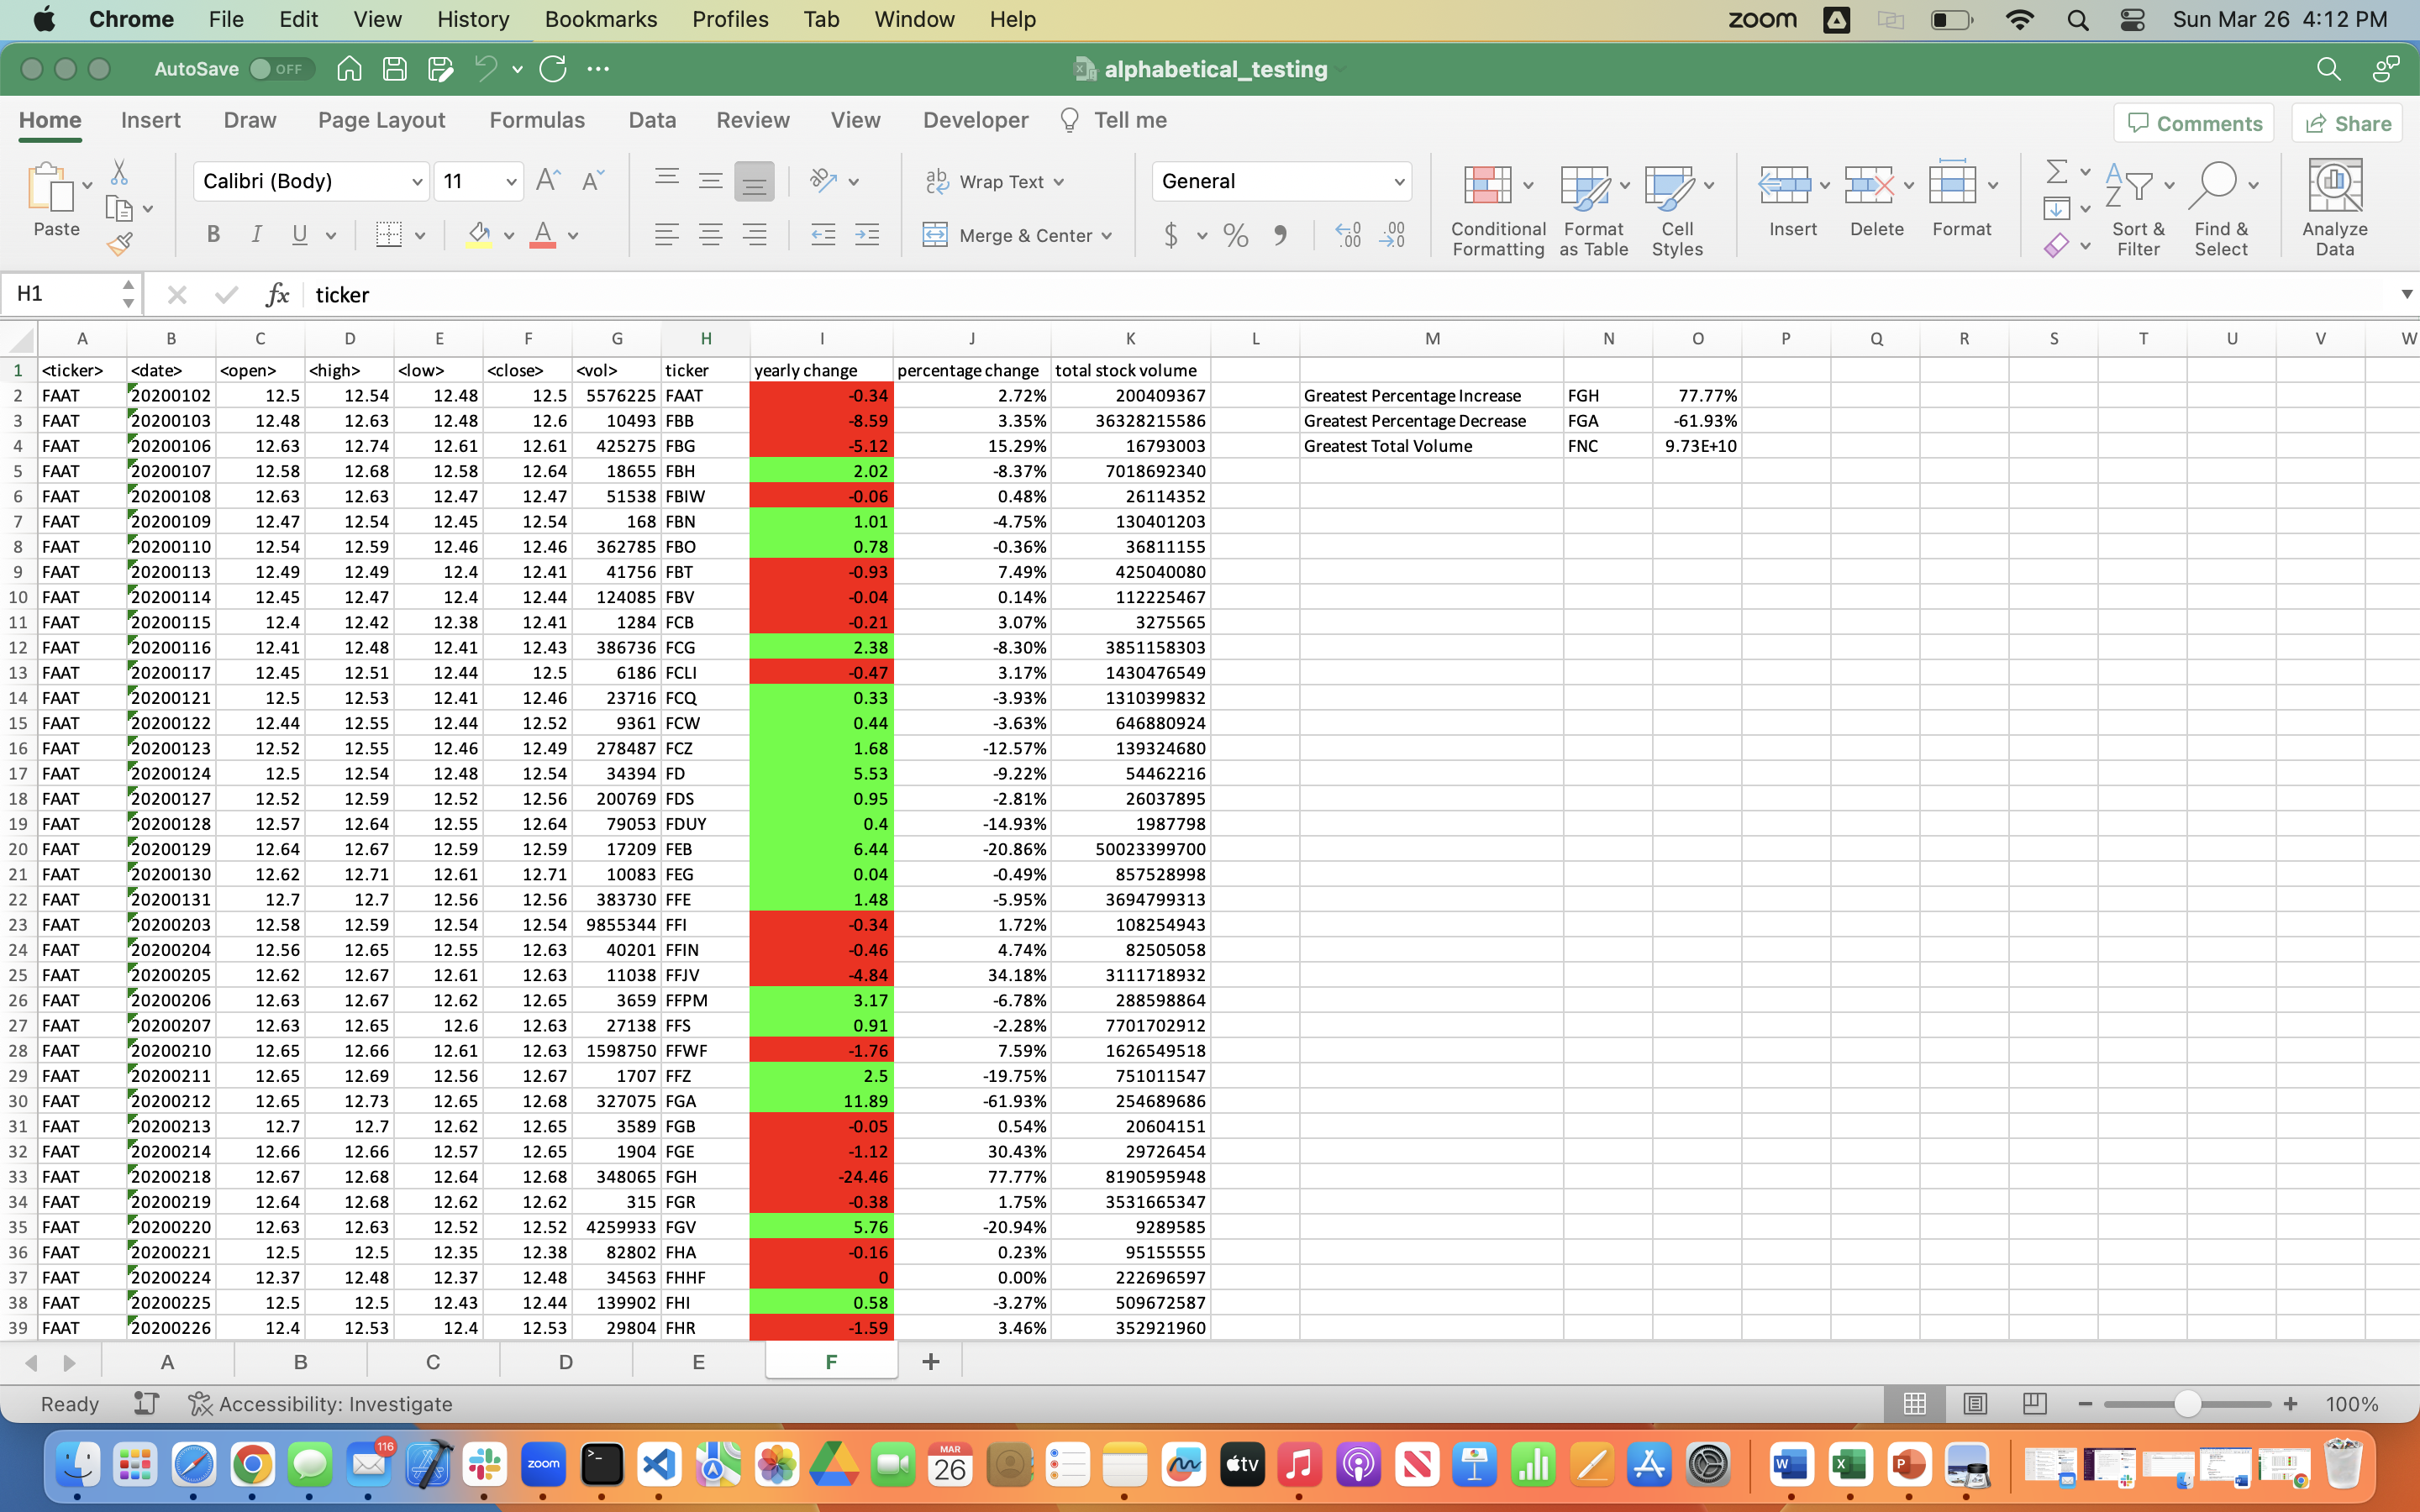 Chrome File Edit View History Bookmarks Profiles Tab Window Help zoom Sun Mar 26 4:12 PM
AutoSave OFF alphabetical_testing
Home Insert Draw Page Layout Formulas Data Review View Developer Tell me Comments Share
Calibri (Body) 11 Wrap Text General
Paste B I U Merge & Center $ % Conditional Formatting Format as Table Cell Styles Insert Delete Format Sort & Filter Find & Select Analyze Data
H1 fx ticker
A B C D E F G H I J K L M N O P Q R S T U V W
1 <ticker> <date> <open> <high> <low> <close> <vol> ticker yearly change percentage change total stock volume
2 FAAT 20200102 12.5 12.54 12.48 12.5 5576225 FAAT -0.34 2.72% 200409367 Greatest Percentage Increase FGH 77.77%
3 FAAT 20200103 12.48 12.63 12.48 12.6 10493 FBB -8.59 3.35% 36328215586 Greatest Percentage Decrease FGA -61.93%
4 FAAT 20200106 12.63 12.74 12.61 12.61 425275 FBG -5.12 15.29% 16793003 Greatest Total Volume FNC 9.73E+10
5 FAAT 20200107 12.58 12.68 12.58 12.64 18655 FBH 2.02 -8.37% 7018692340
6 FAAT 20200108 12.63 12.63 12.47 12.47 51538 FBIW -0.06 0.48% 26114352
7 FAAT 20200109 12.47 12.54 12.45 12.54 168 FBN 1.01 -4.75% 130401203
8 FAAT 20200110 12.54 12.59 12.46 12.46 362785 FBO 0.78 -0.36% 36811155
9 FAAT 20200113 12.49 12.49 12.4 12.41 41756 FBT -0.93 7.49% 425040080
10 FAAT 20200114 12.45 12.47 12.4 12.44 124085 FBV -0.04 0.14% 112225467
11 FAAT 20200115 12.4 12.42 12.38 12.41 1284 FCB -0.21 3.07% 3275565
12 FAAT 20200116 12.41 12.48 12.41 12.43 386736 FCG 2.38 -8.30% 3851158303
13 FAAT 20200117 12.45 12.51 12.44 12.5 6186 FCLI -0.47 3.17% 1430476549
14 FAAT 20200121 12.5 12.53 12.41 12.46 23716 FCQ 0.33 -3.93% 1310399832
15 FAAT 20200122 12.44 12.55 12.44 12.52 9361 FCW 0.44 -3.63% 646880924
16 FAAT 20200123 12.52 12.55 12.46 12.49 278487 FCZ 1.68 -12.57% 139324680
17 FAAT 20200124 12.5 12.54 12.48 12.54 34394 FD 5.53 -9.22% 54462216
18 FAAT 20200127 12.52 12.59 12.52 12.56 200769 FDS 0.95 -2.81% 26037895
19 FAAT 20200128 12.57 12.64 12.55 12.64 79053 FDUY 0.4 -14.93% 1987798
20 FAAT 20200129 12.64 12.67 12.59 12.59 17209 FEB 6.44 -20.86% 50023399700
21 FAAT 20200130 12.62 12.71 12.61 12.71 10083 FEG 0.04 -0.49% 857528998
22 FAAT 20200131 12.7 12.7 12.56 12.56 383730 FFE 1.48 -5.95% 3694799313
23 FAAT 20200203 12.58 12.59 12.54 12.54 9855344 FFI -0.34 1.72% 108254943
24 FAAT 20200204 12.56 12.65 12.55 12.63 40201 FFIN -0.46 4.74% 82505058
25 FAAT 20200205 12.62 12.67 12.61 12.63 11038 FFJV -4.84 34.18% 3111718932
26 FAAT 20200206 12.63 12.67 12.62 12.65 3659 FFPM 3.17 -6.78% 288598864
27 FAAT 20200207 12.63 12.65 12.6 12.63 27138 FFS 0.91 -2.28% 7701702912
28 FAAT 20200210 12.65 12.66 12.61 12.63 1598750 FFWF -1.76 7.59% 1626549518
29 FAAT 20200211 12.65 12.69 12.56 12.67 1707 FFZ 2.5 -19.75% 751011547
30 FAAT 20200212 12.65 12.73 12.65 12.68 327075 FGA 11.89 -61.93% 254689686
31 FAAT 20200213 12.7 12.7 12.62 12.65 3589 FGB -0.05 0.54% 20604151
32 FAAT 20200214 12.66 12.66 12.57 12.65 1904 FGE -1.12 30.43% 29726454
33 FAAT 20200218 12.67 12.68 12.64 12.68 348065 FGH -24.46 77.77% 8190595948
34 FAAT 20200219 12.64 12.68 12.62 12.62 315 FGR -0.38 1.75% 3531665347
35 FAAT 20200220 12.63 12.63 12.52 12.52 4259933 FGV 5.76 -20.94% 9289585
36 FAAT 20200221 12.5 12.5 12.35 12.38 82802 FHA -0.16 0.23% 95155555
37 FAAT 20200224 12.37 12.48 12.37 12.48 34563 FHHF 0 0.00% 222696597
38 FAAT 20200225 12.5 12.5 12.43 12.44 139902 FHI 0.58 -3.27% 509672587
39 FAAT 20200226 12.4 12.53 12.4 12.53 29804 FHR -1.59 3.46% 352921960
A B C D E F +
Ready Accessibility: Investigate 100%
116 zoom MAR 26 tv W X P